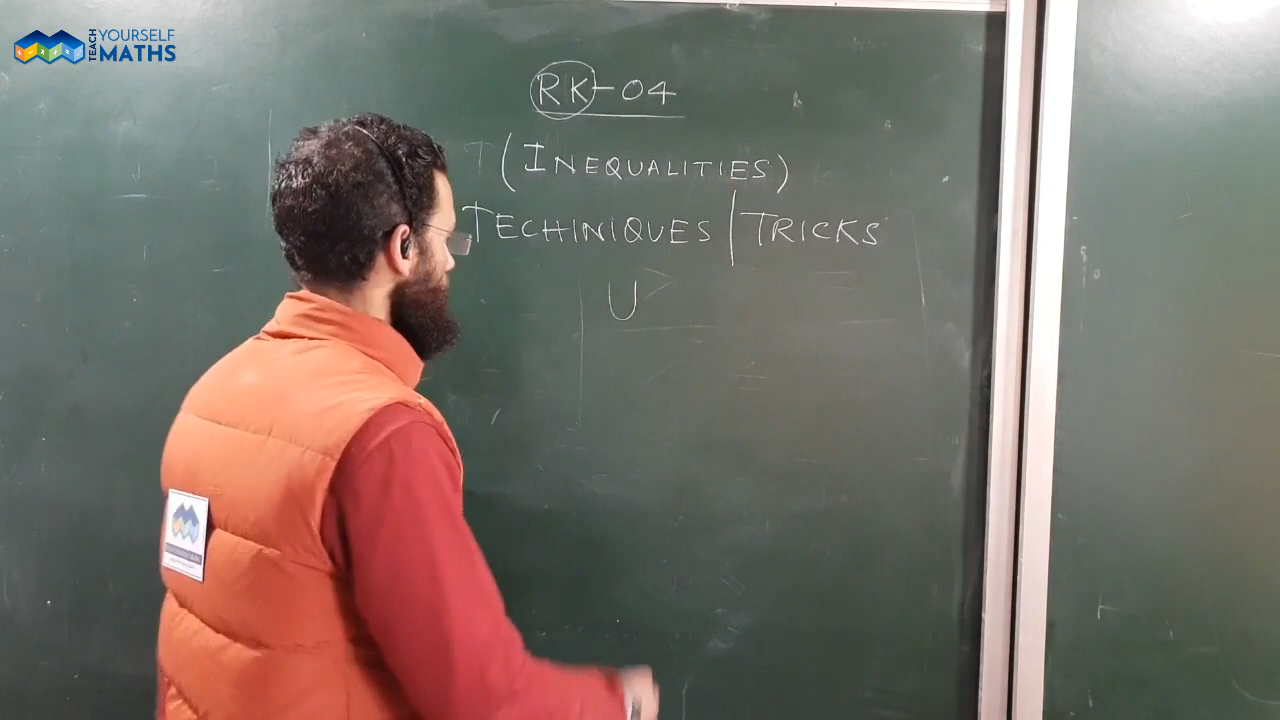 TEACH YOURSELF MATHS
RK-04
T (INEQUALITIES)
TECHINIQUES | TRICKS
U